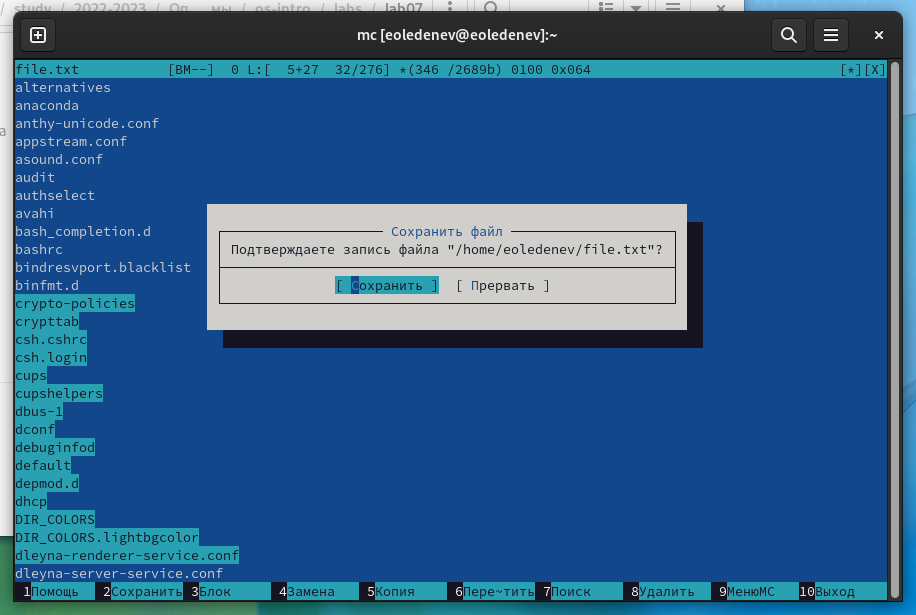 study / 2022-2023 / Оп... мы / os-intro / labs / lab07
mc [eoledenev@eoledenev]:~
file.txt [BM--] 0 L:[ 5+27 32/276] *(346 /2689b) 0100 0x064 [*][X]
alternatives
anaconda
anthy-unicode.conf
appstream.conf
asound.conf
audit
authselect
avahi
bash_completion.d
bashrc
bindresvport.blacklist
binfmt.d
crypto-policies
crypttab
csh.cshrc
csh.login
cups
cupshelpers
dbus-1
dconf
debuginfod
default
depmod.d
dhcp
DIR_COLORS
DIR_COLORS.lightbgcolor
dleyna-renderer-service.conf
dleyna-server-service.conf
Сохранить файл
Подтверждаете запись файла "/home/eoledenev/file.txt"?
[ Сохранить ] [ Прервать ]
1Помощь 2Сохранить 3Блок 4Замена 5Копия 6Пере~тить 7Поиск 8Удалить 9МенюМС 10Выход